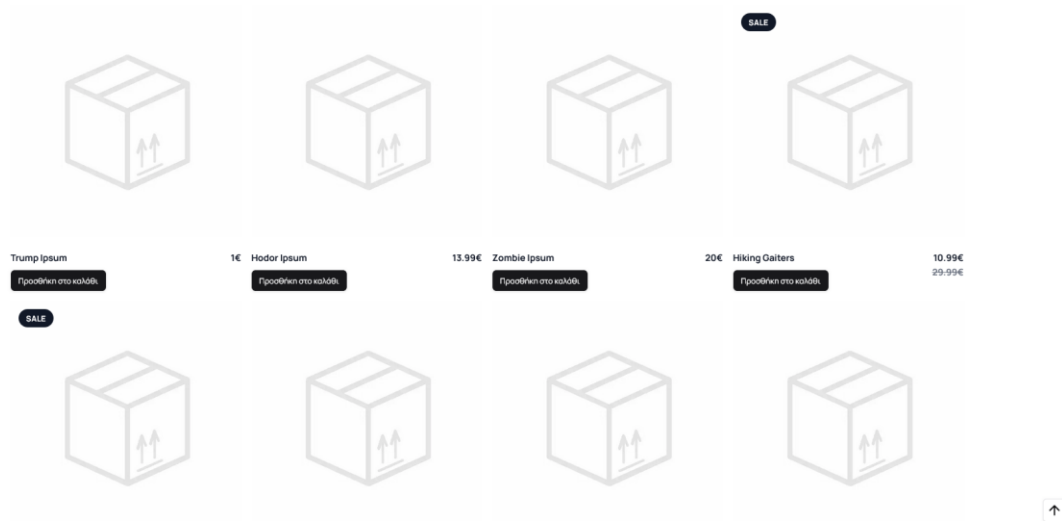 SALE
Trump Ipsum 1€
Hodor Ipsum 13.99€
Zombie Ipsum 20€
Hiking Gaiters 10.99€
29.99€
Προσθήκη στο καλάθι
Προσθήκη στο καλάθι
Προσθήκη στο καλάθι
Προσθήκη στο καλάθι
SALE